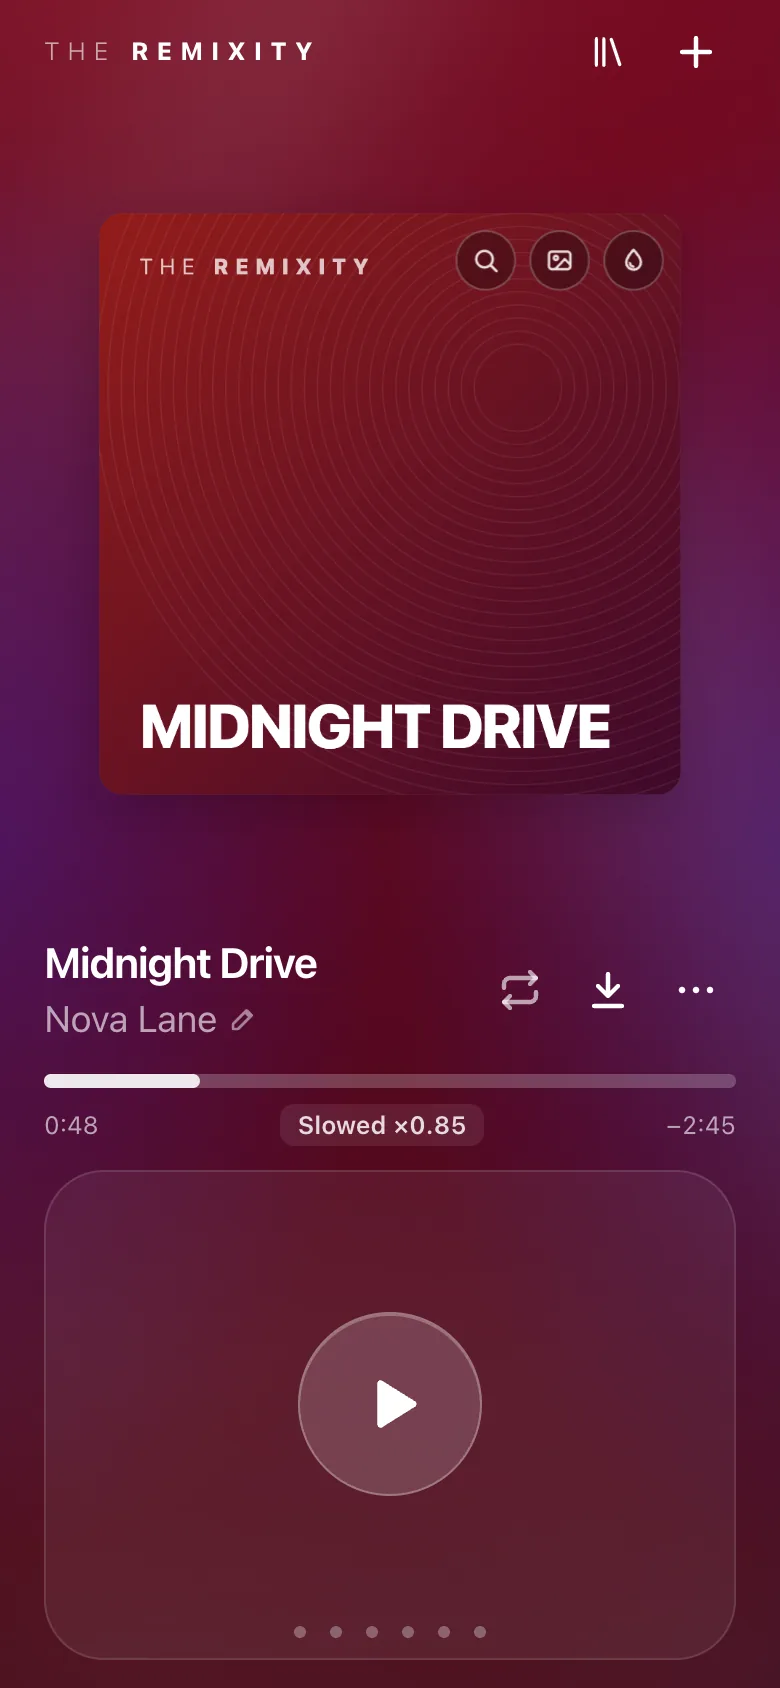 THE REMIXITY
THE REMIXITY
MIDNIGHT DRIVE
Midnight Drive
Nova Lane
0:48
Slowed ×0.85
−2:45